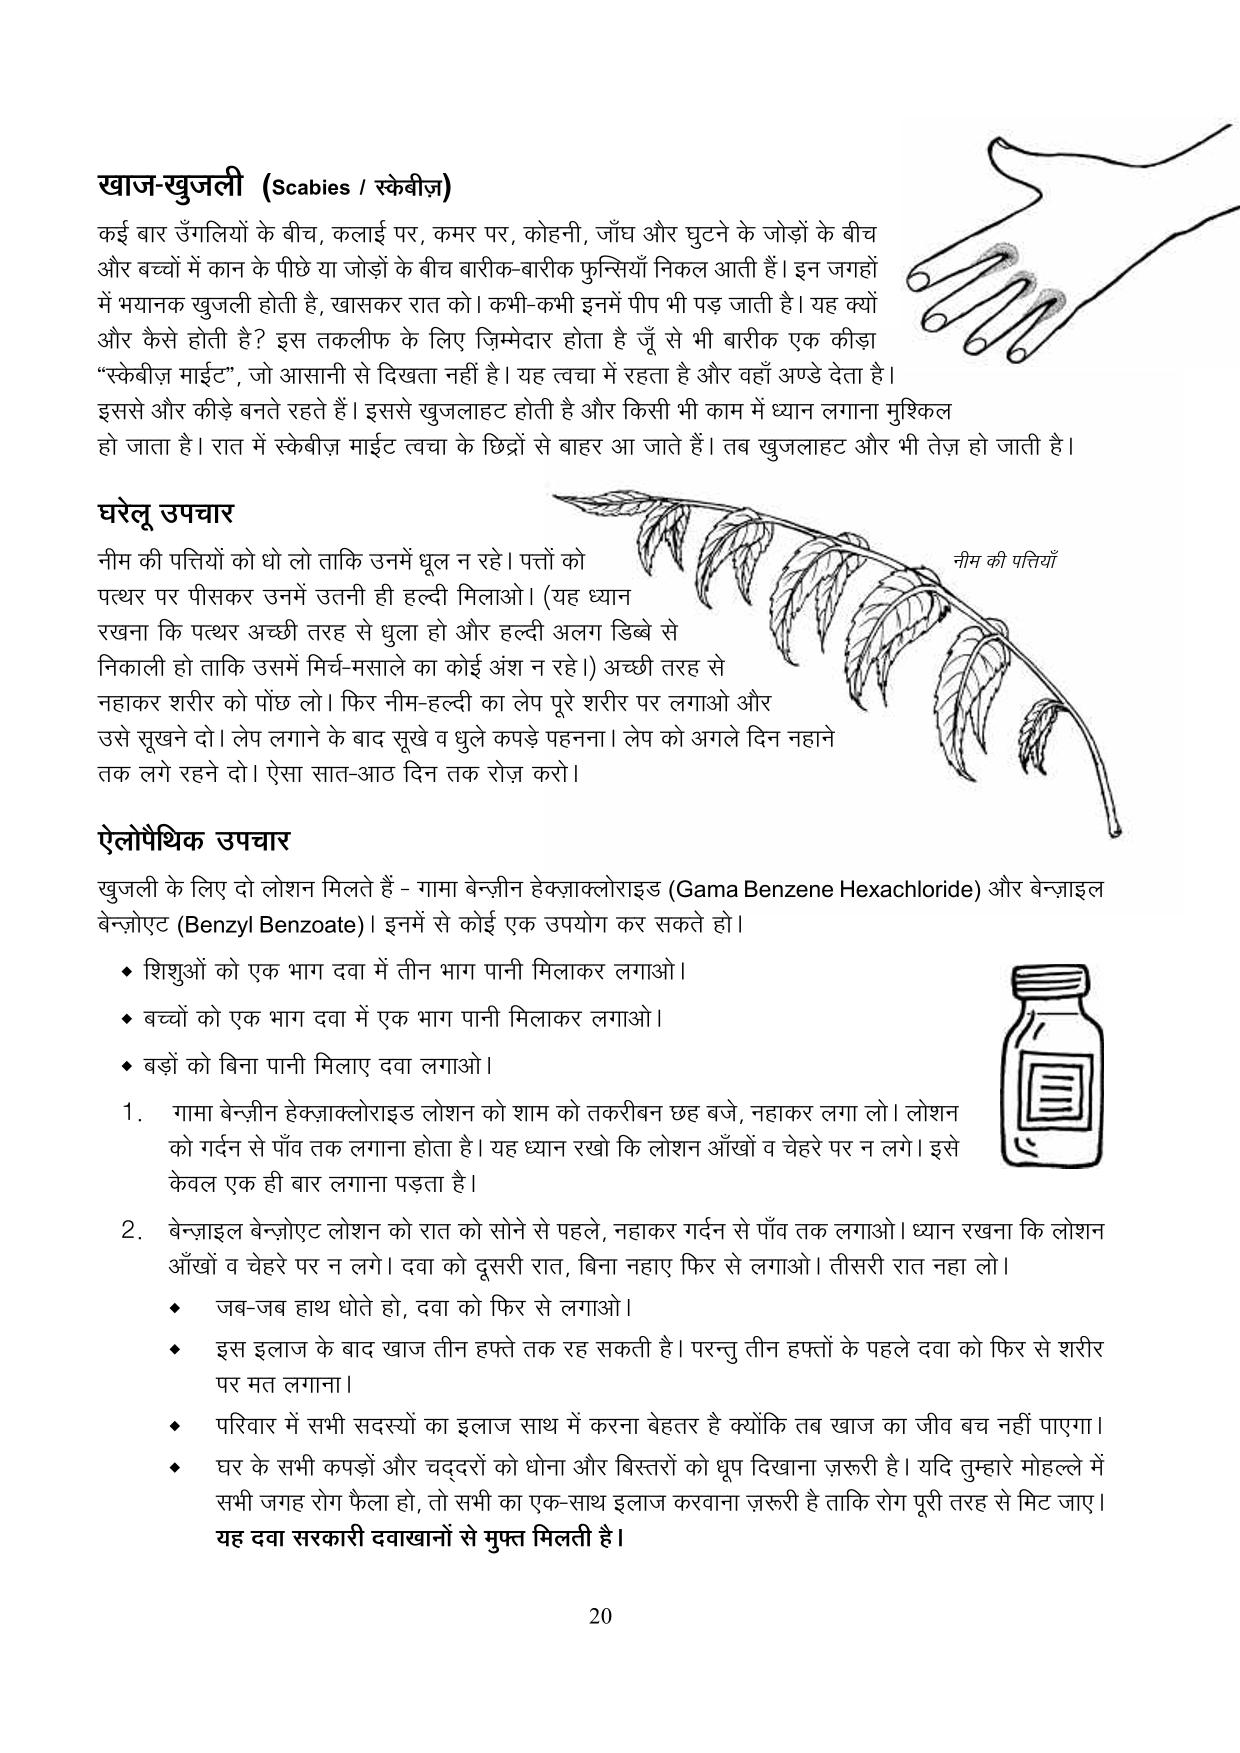 खाज-खुजली (Scabies / स्केबीज़)
कई बार उँगलियों के बीच, कलाई पर, कमर पर, कोहनी, जाँघ और घुटने के जोड़ों के बीच
और बच्चों में कान के पीछे या जोड़ों के बीच बारीक-बारीक फुन्सियाँ निकल आती हैं। इन जगहों
में भयानक खुजली होती है, खासकर रात को। कभी-कभी इनमें पीप भी पड़ जाती है। यह क्यों
और कैसे होती है? इस तकलीफ के लिए ज़िम्मेदार होता है जूँ से भी बारीक एक कीड़ा
“स्केबीज़ माईट”, जो आसानी से दिखता नहीं है। यह त्वचा में रहता है और वहाँ अण्डे देता है।
इससे और कीड़े बनते रहते हैं। इससे खुजलाहट होती है और किसी भी काम में ध्यान लगाना मुश्किल
हो जाता है। रात में स्केबीज़ माईट त्वचा के छिद्रों से बाहर आ जाते हैं। तब खुजलाहट और भी तेज़ हो जाती है।
घरेलू उपचार
नीम की पत्तियों को धो लो ताकि उनमें धूल न रहे। पत्तों को
नीम की पत्तियाँ
पत्थर पर पीसकर उनमें उतनी ही हल्दी मिलाओ। (यह ध्यान
रखना कि पत्थर अच्छी तरह से धुला हो और हल्दी अलग डिब्बे से
निकाली हो ताकि उसमें मिर्च-मसाले का कोई अंश न रहे।) अच्छी तरह से
नहाकर शरीर को पोंछ लो। फिर नीम-हल्दी का लेप पूरे शरीर पर लगाओ और
उसे सूखने दो। लेप लगाने के बाद सूखे व धुले कपड़े पहनना। लेप को अगले दिन नहाने
तक लगे रहने दो। ऐसा सात-आठ दिन तक रोज़ करो।
ऐलोपैथिक उपचार
खुजली के लिए दो लोशन मिलते हैं - गामा बेन्ज़ीन हेक्ज़ाक्लोराइड (Gama Benzene Hexachloride) और बेन्ज़ाइल
बेन्ज़ोएट (Benzyl Benzoate)। इनमें से कोई एक उपयोग कर सकते हो।
◆ शिशुओं को एक भाग दवा में तीन भाग पानी मिलाकर लगाओ।
◆ बच्चों को एक भाग दवा में एक भाग पानी मिलाकर लगाओ।
◆ बड़ों को बिना पानी मिलाए दवा लगाओ।
1. गामा बेन्ज़ीन हेक्ज़ाक्लोराइड लोशन को शाम को तकरीबन छह बजे, नहाकर लगा लो। लोशन
को गर्दन से पाँव तक लगाना होता है। यह ध्यान रखो कि लोशन आँखों व चेहरे पर न लगे। इसे
केवल एक ही बार लगाना पड़ता है।
2. बेन्ज़ाइल बेन्ज़ोएट लोशन को रात को सोने से पहले, नहाकर गर्दन से पाँव तक लगाओ। ध्यान रखना कि लोशन
आँखों व चेहरे पर न लगे। दवा को दूसरी रात, बिना नहाए फिर से लगाओ। तीसरी रात नहा लो।
◆ जब-जब हाथ धोते हो, दवा को फिर से लगाओ।
◆ इस इलाज के बाद खाज तीन हफ्ते तक रह सकती है। परन्तु तीन हफ्तों के पहले दवा को फिर से शरीर
पर मत लगाना।
◆ परिवार में सभी सदस्यों का इलाज साथ में करना बेहतर है क्योंकि तब खाज का जीव बच नहीं पाएगा।
◆ घर के सभी कपड़ों और चद्दरों को धोना और बिस्तरों को धूप दिखाना ज़रूरी है। यदि तुम्हारे मोहल्ले में
सभी जगह रोग फैला हो, तो सभी का एक-साथ इलाज करवाना ज़रूरी है ताकि रोग पूरी तरह से मिट जाए।
यह दवा सरकारी दवाखानों से मुफ्त मिलती है।
20